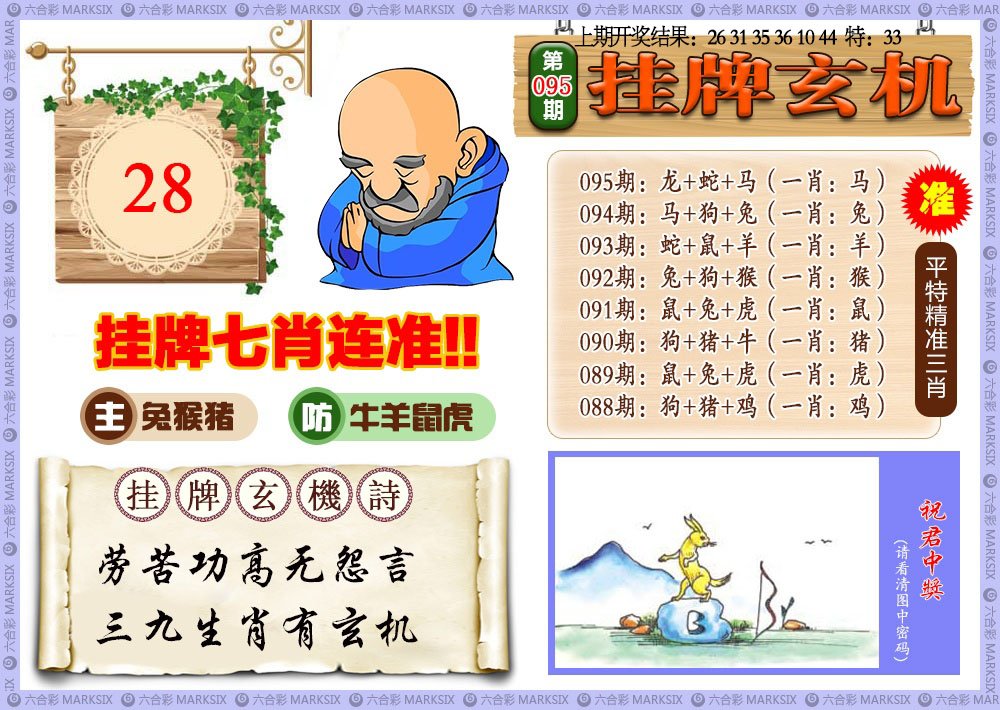 六合彩 MARKSIX
上期开奖结果：26 31 35 36 10 44 特：33
第
095
期
挂牌玄机
28
挂牌七肖连准!!
主 兔猴猪
防 牛羊鼠虎
挂牌玄機詩
劳苦功高无怨言
三九生肖有玄机
095期：龙+蛇+马（一肖：马）
094期：马+狗+兔（一肖：兔）
093期：蛇+鼠+羊（一肖：羊）
092期：兔+狗+猴（一肖：猴）
091期：鼠+兔+虎（一肖：鼠）
090期：狗+猪+牛（一肖：猪）
089期：鼠+兔+虎（一肖：虎）
088期：狗+猪+鸡（一肖：鸡）
准
平特精准三肖
B
祝君中獎
（请看清图中密码）